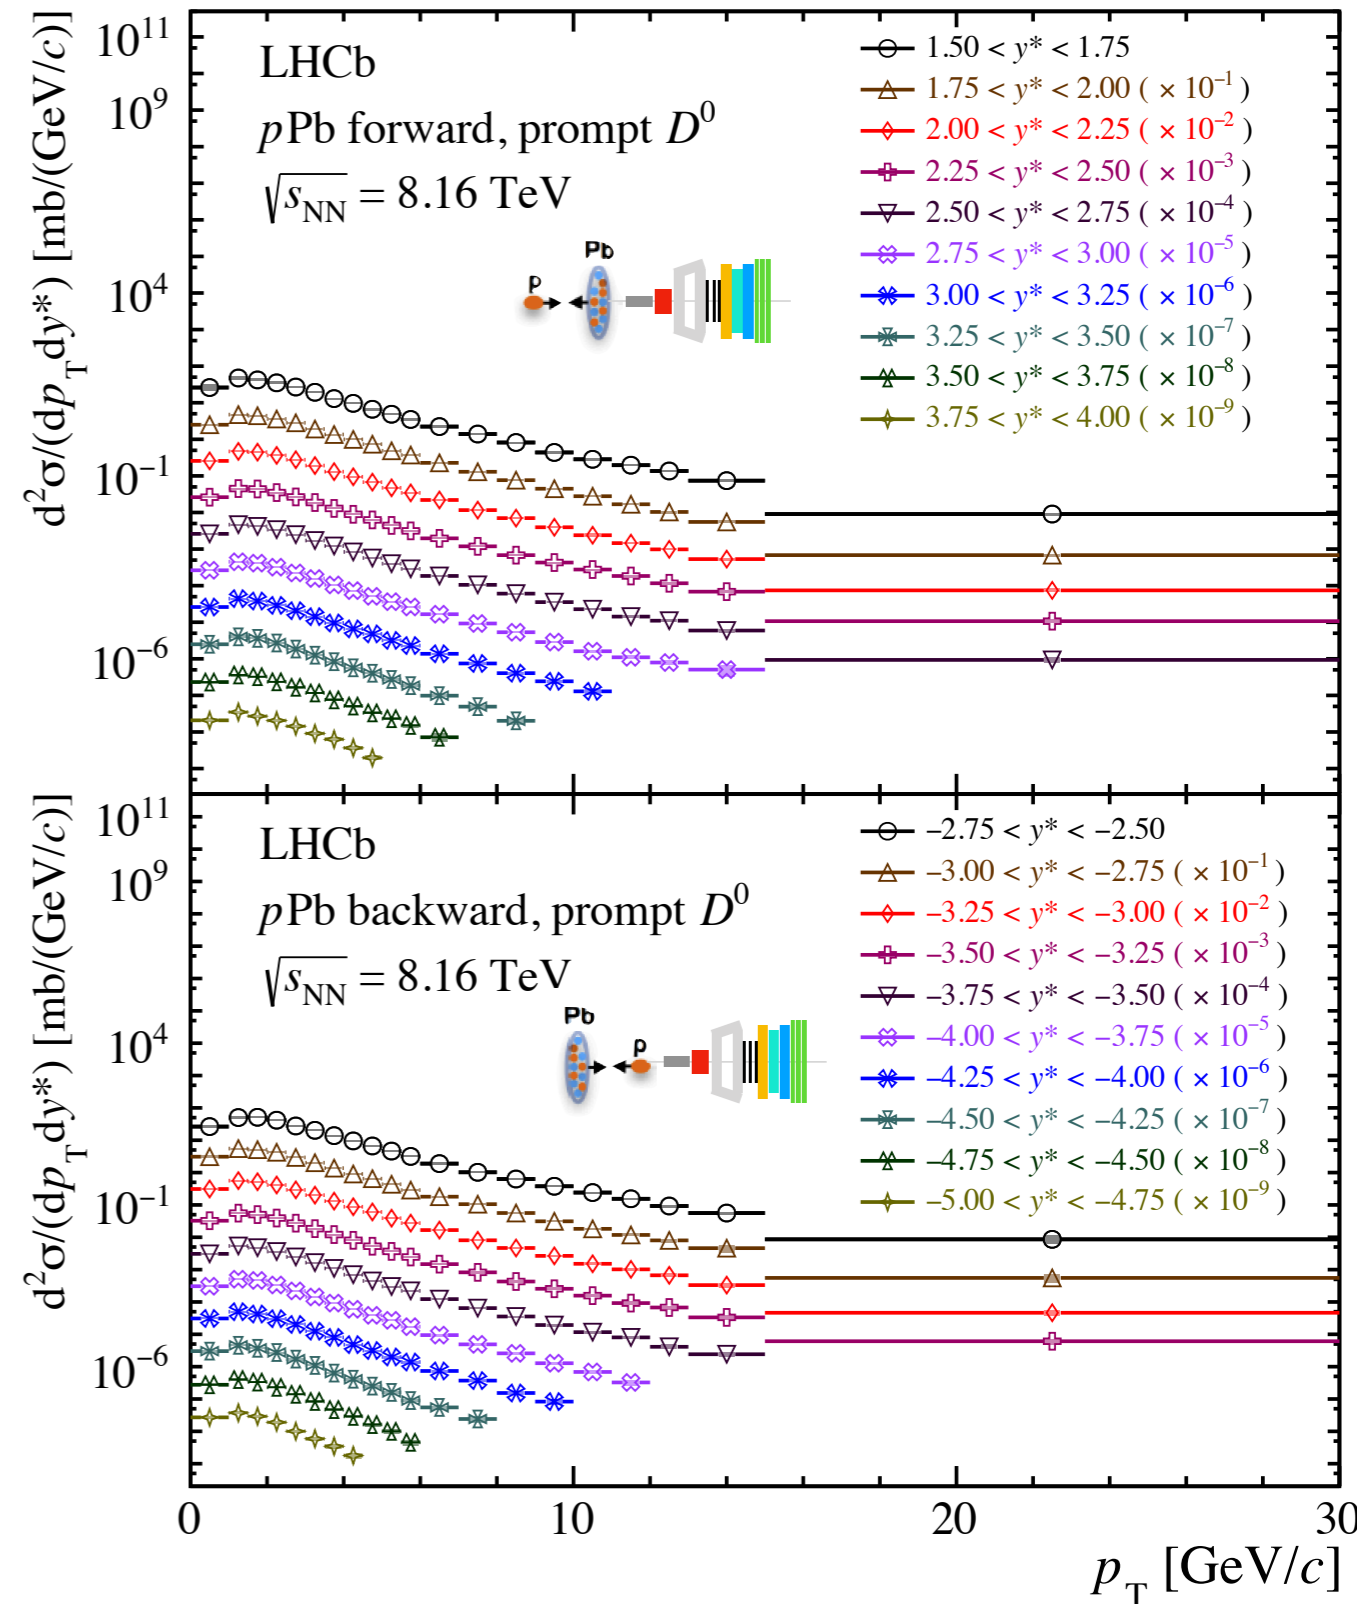 d²σ/(dp_T dy*) [mb/(GeV/c)]
10¹¹
10⁹
10⁴
10⁻¹
10⁻⁶
LHCb
pPb forward, prompt D⁰
√s_NN = 8.16 TeV
p
Pb
1.50 < y* < 1.75
1.75 < y* < 2.00 ( × 10⁻¹ )
2.00 < y* < 2.25 ( × 10⁻² )
2.25 < y* < 2.50 ( × 10⁻³ )
2.50 < y* < 2.75 ( × 10⁻⁴ )
2.75 < y* < 3.00 ( × 10⁻⁵ )
3.00 < y* < 3.25 ( × 10⁻⁶ )
3.25 < y* < 3.50 ( × 10⁻⁷ )
3.50 < y* < 3.75 ( × 10⁻⁸ )
3.75 < y* < 4.00 ( × 10⁻⁹ )
d²σ/(dp_T dy*) [mb/(GeV/c)]
10¹¹
10⁹
10⁴
10⁻¹
10⁻⁶
LHCb
pPb backward, prompt D⁰
√s_NN = 8.16 TeV
Pb
p
−2.75 < y* < −2.50
−3.00 < y* < −2.75 ( × 10⁻¹ )
−3.25 < y* < −3.00 ( × 10⁻² )
−3.50 < y* < −3.25 ( × 10⁻³ )
−3.75 < y* < −3.50 ( × 10⁻⁴ )
−4.00 < y* < −3.75 ( × 10⁻⁵ )
−4.25 < y* < −4.00 ( × 10⁻⁶ )
−4.50 < y* < −4.25 ( × 10⁻⁷ )
−4.75 < y* < −4.50 ( × 10⁻⁸ )
−5.00 < y* < −4.75 ( × 10⁻⁹ )
0 10 20 30
p_T [GeV/c]